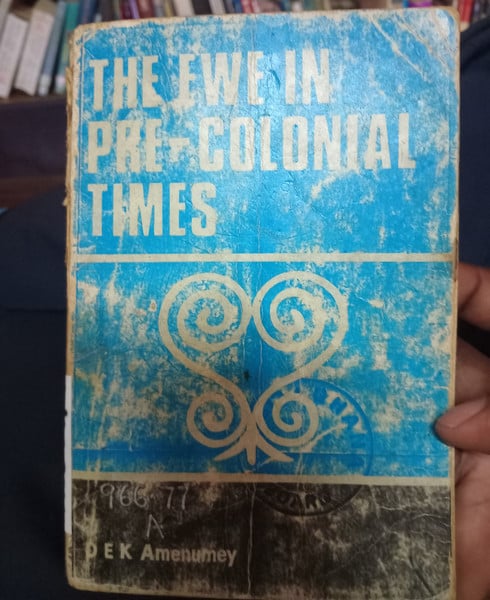 THE EWE IN
PRE-COLONIAL
TIMES
966.77
A
D E K Amenumey